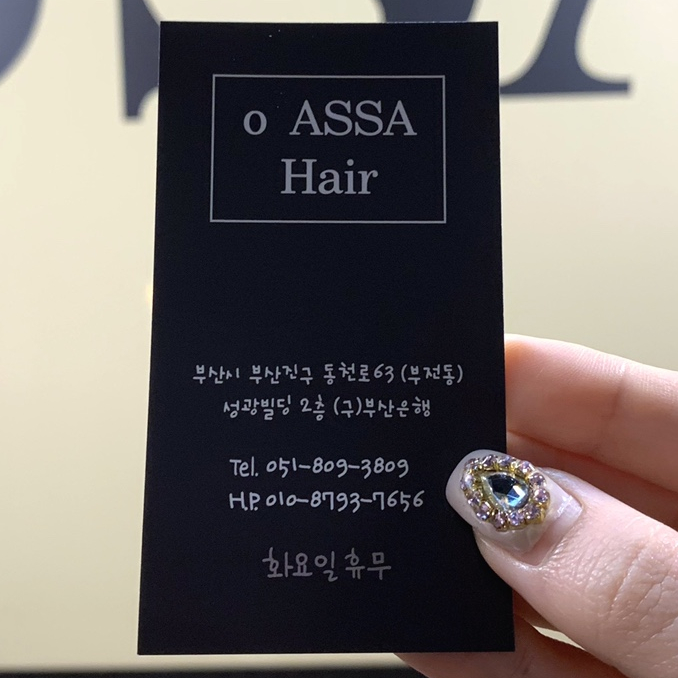 o ASSA
Hair
부산시 부산진구 동천로63 (부전동)
성광빌딩 2층 (구)부산은행
Tel. 051-809-3809
H.P. 010-8793-7656
화요일 휴무